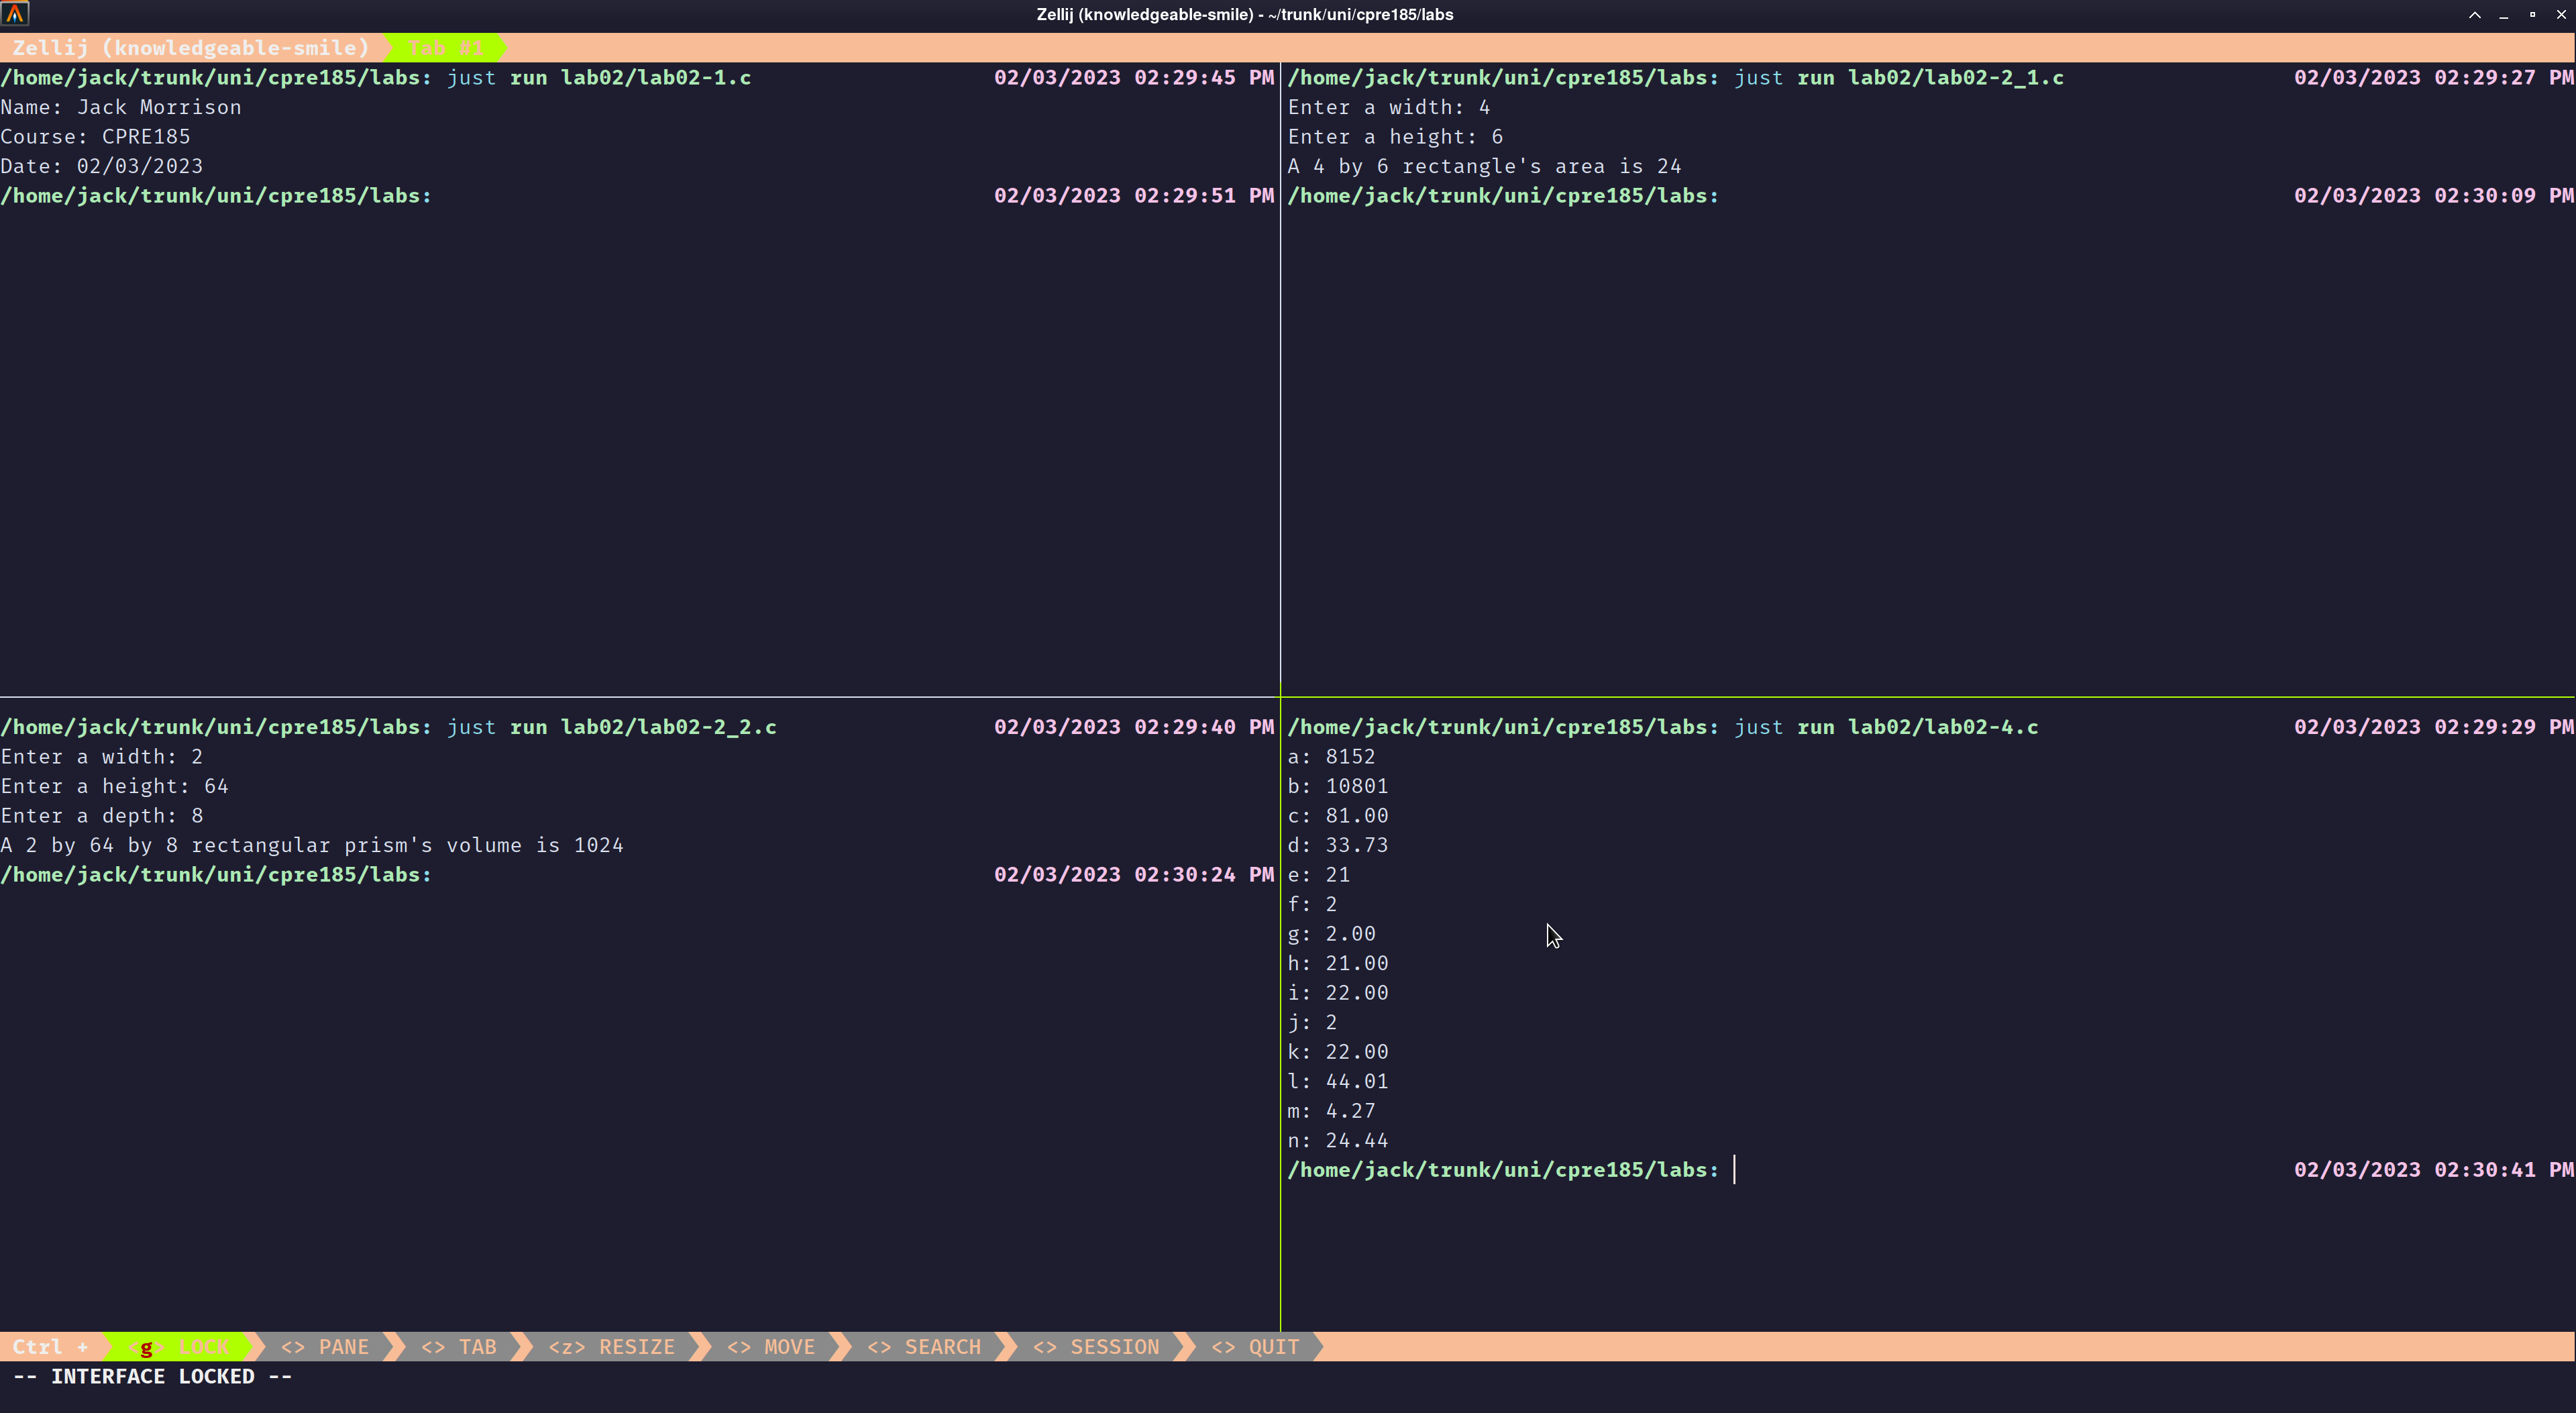 Zellij (knowledgeable-smile) - ~/trunk/uni/cpre185/labs
Zellij (knowledgeable-smile) Tab #1
/home/jack/trunk/uni/cpre185/labs: just run lab02/lab02-1.c 02/03/2023 02:29:45 PM
Name: Jack Morrison
Course: CPRE185
Date: 02/03/2023
/home/jack/trunk/uni/cpre185/labs: 02/03/2023 02:29:51 PM
/home/jack/trunk/uni/cpre185/labs: just run lab02/lab02-2_1.c 02/03/2023 02:29:27 PM
Enter a width: 4
Enter a height: 6
A 4 by 6 rectangle's area is 24
/home/jack/trunk/uni/cpre185/labs: 02/03/2023 02:30:09 PM
/home/jack/trunk/uni/cpre185/labs: just run lab02/lab02-2_2.c 02/03/2023 02:29:40 PM
Enter a width: 2
Enter a height: 64
Enter a depth: 8
A 2 by 64 by 8 rectangular prism's volume is 1024
/home/jack/trunk/uni/cpre185/labs: 02/03/2023 02:30:24 PM
/home/jack/trunk/uni/cpre185/labs: just run lab02/lab02-4.c 02/03/2023 02:29:29 PM
a: 8152
b: 10801
c: 81.00
d: 33.73
e: 21
f: 2
g: 2.00
h: 21.00
i: 22.00
j: 2
k: 22.00
l: 44.01
m: 4.27
n: 24.44
/home/jack/trunk/uni/cpre185/labs: 02/03/2023 02:30:41 PM
Ctrl + <g> LOCK <> PANE <> TAB <z> RESIZE <> MOVE <> SEARCH <> SESSION <> QUIT
-- INTERFACE LOCKED --